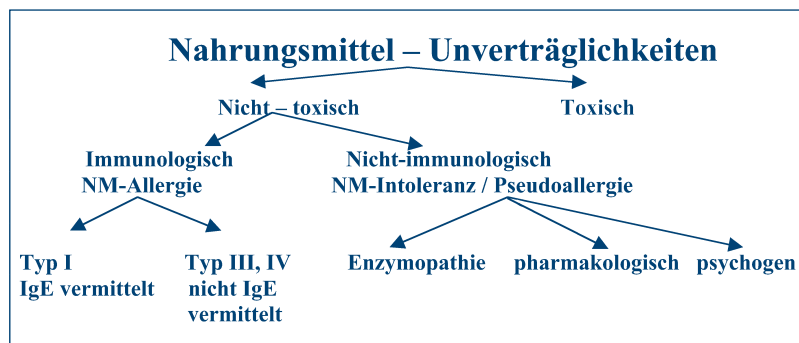 Nahrungsmittel – Unverträglichkeiten
Nicht – toxisch
Toxisch
Immunologisch
NM-Allergie
Nicht-immunologisch
NM-Intoleranz / Pseudoallergie
Typ I
IgE vermittelt
Typ III, IV
nicht IgE
vermittelt
Enzymopathie
pharmakologisch
psychogen